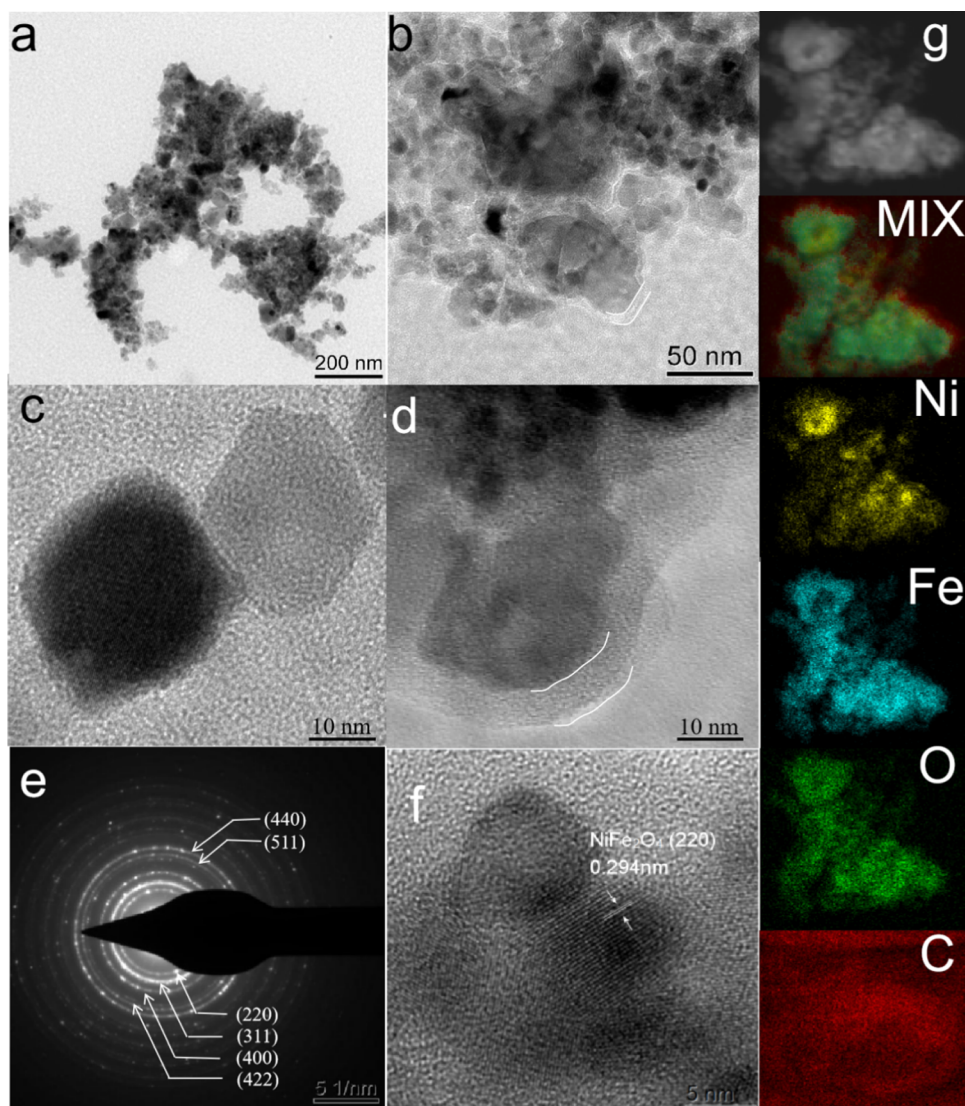 a
200 nm
b
50 nm
c
10 nm
d
10 nm
e
(440)
(511)
(220)
(311)
(400)
(422)
5 1/nm
f
NiFe₂O₄ (220)
0.294nm
5 nm
g
MIX
Ni
Fe
O
C